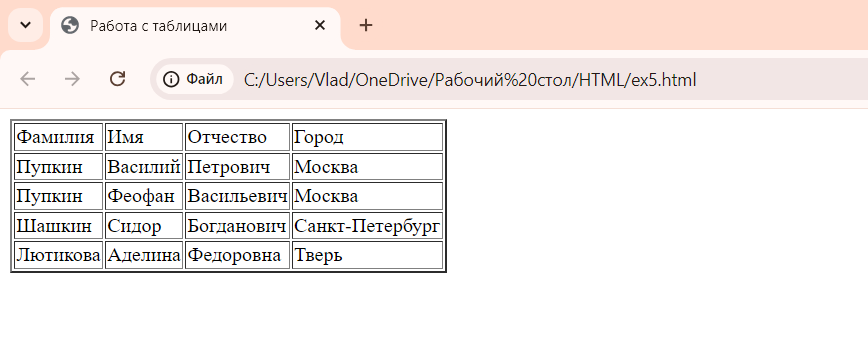 Работа с таблицами
Файл C:/Users/Vlad/OneDrive/Рабочий%20стол/HTML/ex5.html
Фамилия Имя Отчество Город
Пупкин Василий Петрович Москва
Пупкин Феофан Васильевич Москва
Шашкин Сидор Богданович Санкт-Петербург
Лютикова Аделина Федоровна Тверь